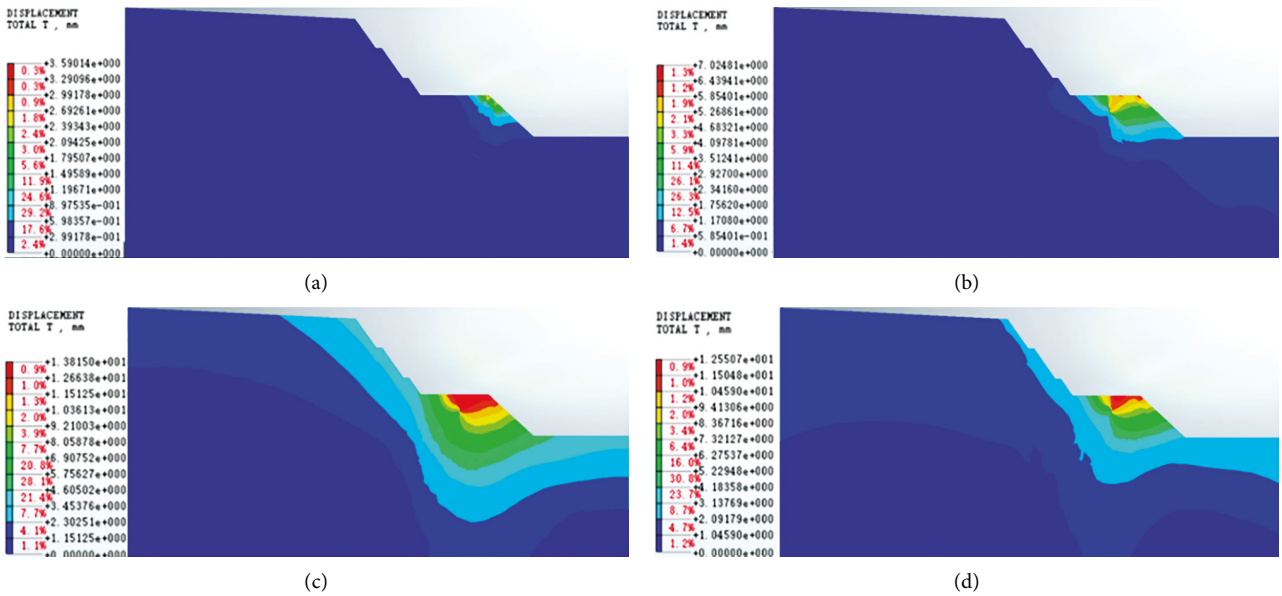 DISPLACEMENT
TOTAL T , mm
+3. 59014e+000
0. 3%
+3. 29096e+000
0. 3%
+2. 99178e+000
0. 9%
+2. 69261e+000
1. 8%
+2. 39343e+000
2. 4%
+2. 09425e+000
3. 0%
+1. 79507e+000
5. 6%
+1. 49589e+000
11. 9%
+1. 19671e+000
24. 6%
+8. 97535e-001
29. 2%
+5. 98357e-001
17. 6%
+2. 99178e-001
2. 4%
+0. 00000e+000
(a)
DISPLACEMENT
TOTAL T , mm
+7. 02481e+000
1. 3%
+6. 43941e+000
1. 2%
+5. 85401e+000
1. 9%
+5. 26861e+000
2. 1%
+4. 68321e+000
3. 3%
+4. 09781e+000
5. 9%
+3. 51241e+000
11. 4%
+2. 92700e+000
26. 1%
+2. 34160e+000
26. 3%
+1. 75620e+000
12. 5%
+1. 17080e+000
6. 7%
+5. 85401e-001
1. 4%
+0. 00000e+000
(b)
DISPLACEMENT
TOTAL T , mm
+1. 38150e+001
0. 9%
+1. 26638e+001
1. 0%
+1. 15125e+001
1. 3%
+1. 03613e+001
2. 0%
+9. 21003e+000
3. 9%
+8. 05878e+000
7. 7%
+6. 90752e+000
20. 8%
+5. 75627e+000
28. 1%
+4. 60502e+000
21. 4%
+3. 45376e+000
7. 7%
+2. 30251e+000
4. 1%
+1. 15125e+000
1. 1%
+0. 00000e+000
(c)
DISPLACEMENT
TOTAL T , mm
+1. 25507e+001
0. 9%
+1. 15048e+001
1. 0%
+1. 04590e+001
1. 2%
+9. 41306e+000
2. 0%
+8. 36716e+000
3. 4%
+7. 32127e+000
6. 4%
+6. 27537e+000
16. 0%
+5. 22948e+000
30. 8%
+4. 18358e+000
23. 7%
+3. 13769e+000
8. 7%
+2. 09179e+000
4. 7%
+1. 04590e+000
1. 2%
+0. 00000e+000
(d)